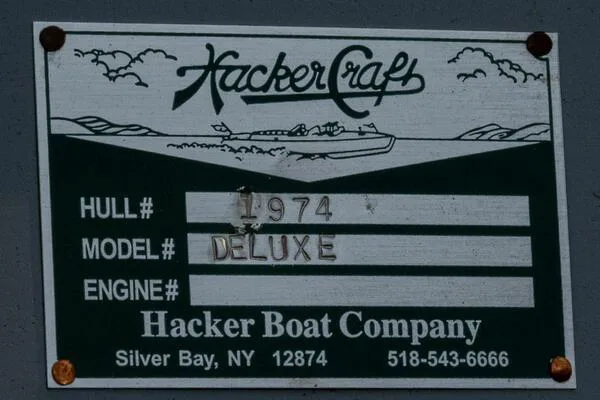 HackerCraft
HULL# 1974
MODEL# DELUXE
ENGINE#
Hacker Boat Company
Silver Bay, NY 12874 518-543-6666